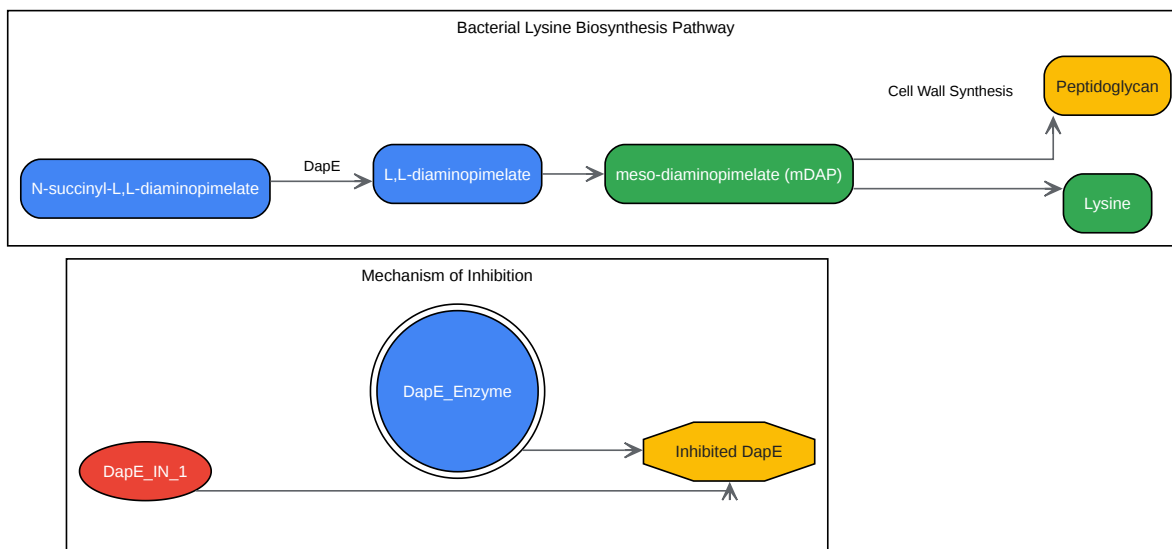 Bacterial Lysine Biosynthesis Pathway
Cell Wall Synthesis
Peptidoglycan
N-succinyl-L,L-diaminopimelate
DapE
L,L-diaminopimelate
meso-diaminopimelate (mDAP)
Lysine
Mechanism of Inhibition
DapE_Enzyme
DapE_IN_1
Inhibited DapE